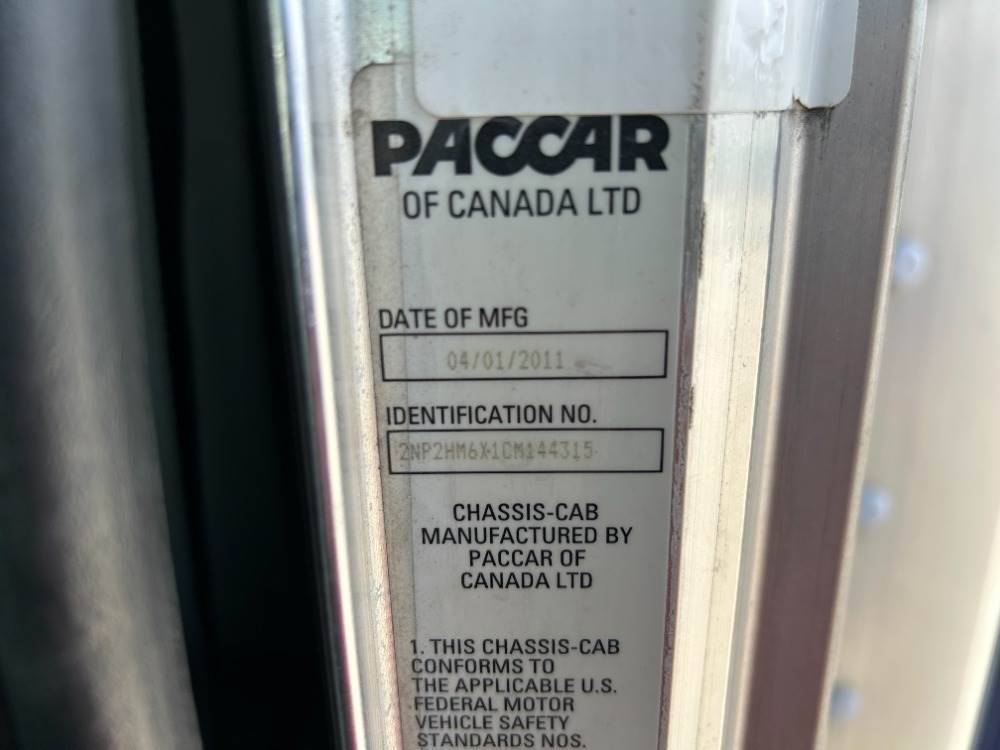 PACCAR
OF CANADA LTD
DATE OF MFG
04/01/2011
IDENTIFICATION NO.
2NP2HM6X1CM144315
CHASSIS-CAB
MANUFACTURED BY
PACCAR OF
CANADA LTD
1. THIS CHASSIS-CAB
CONFORMS TO
THE APPLICABLE U.S.
FEDERAL MOTOR
VEHICLE SAFETY
STANDARDS NOS.